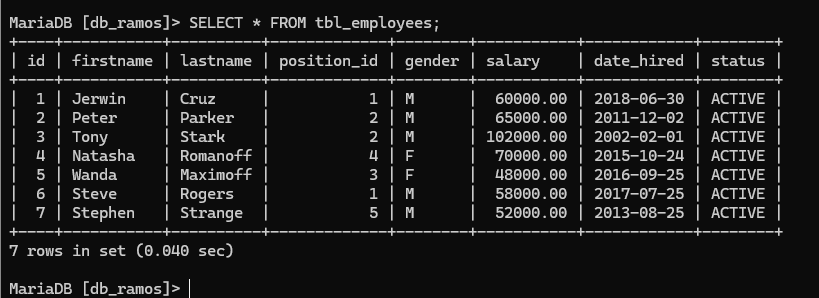 MariaDB [db_ramos]> SELECT * FROM tbl_employees;
+----+-----------+----------+-------------+--------+-----------+------------+--------+
| id | firstname | lastname | position_id | gender | salary    | date_hired | status |
+----+-----------+----------+-------------+--------+-----------+------------+--------+
|  1 | Jerwin    | Cruz     |           1 | M      |  60000.00 | 2018-06-30 | ACTIVE |
|  2 | Peter     | Parker   |           2 | M      |  65000.00 | 2011-12-02 | ACTIVE |
|  3 | Tony      | Stark    |           2 | M      | 102000.00 | 2002-02-01 | ACTIVE |
|  4 | Natasha   | Romanoff |           4 | F      |  70000.00 | 2015-10-24 | ACTIVE |
|  5 | Wanda     | Maximoff |           3 | F      |  48000.00 | 2016-09-25 | ACTIVE |
|  6 | Steve     | Rogers   |           1 | M      |  58000.00 | 2017-07-25 | ACTIVE |
|  7 | Stephen   | Strange  |           5 | M      |  52000.00 | 2013-08-25 | ACTIVE |
+----+-----------+----------+-------------+--------+-----------+------------+--------+
7 rows in set (0.040 sec)
MariaDB [db_ramos]>